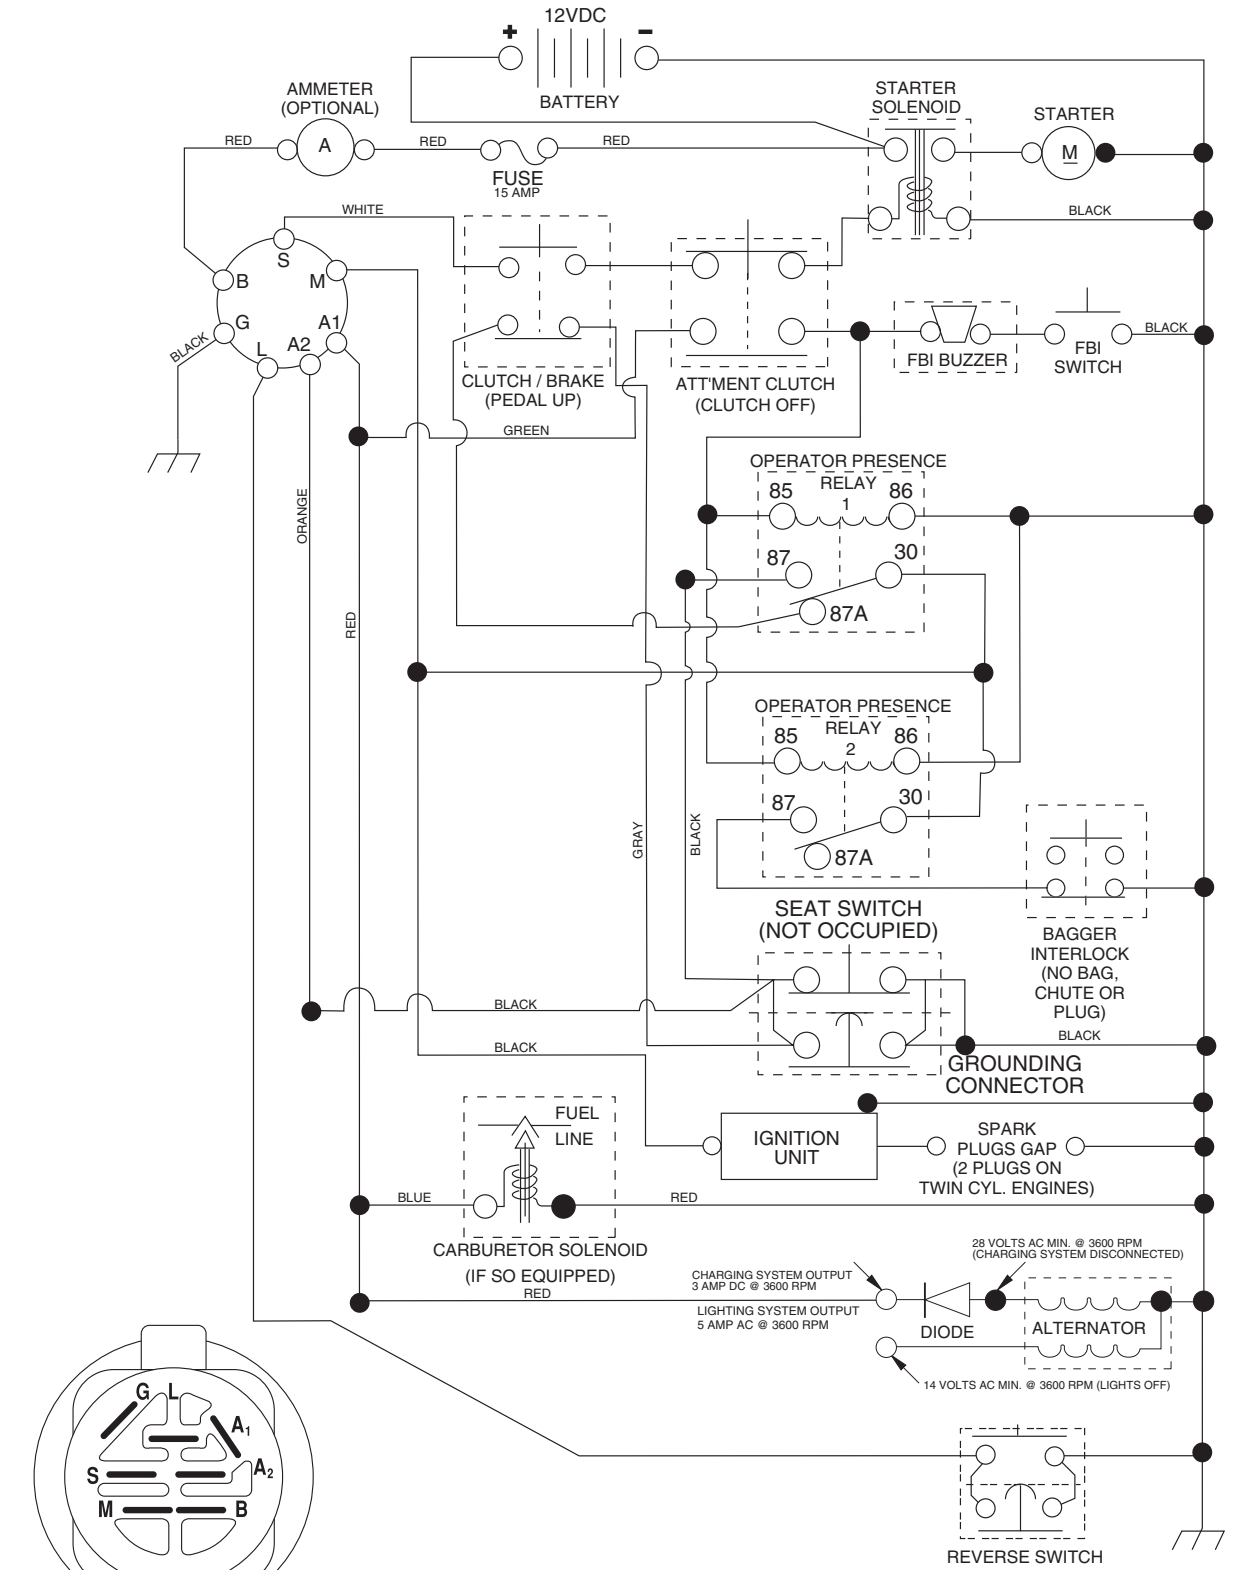 12VDC
+
-
BATTERY
AMMETER
(OPTIONAL)
A
RED
RED
RED
FUSE
15 AMP
STARTER
SOLENOID
STARTER
M
BLACK
WHITE
S
B
M
G
A1
A2
L
BLACK
CLUTCH / BRAKE
(PEDAL UP)
ATT'MENT CLUTCH
(CLUTCH OFF)
FBI BUZZER
FBI
SWITCH
BLACK
GREEN
ORANGE
RED
OPERATOR PRESENCE
RELAY
1
85
86
87
30
87A
OPERATOR PRESENCE
RELAY
2
85
86
87
30
87A
GRAY
BLACK
BAGGER
INTERLOCK
(NO BAG,
CHUTE OR
PLUG)
SEAT SWITCH
(NOT OCCUPIED)
BLACK
BLACK
BLACK
GROUNDING
CONNECTOR
FUEL
LINE
IGNITION
UNIT
SPARK
PLUGS GAP
(2 PLUGS ON
TWIN CYL. ENGINES)
BLUE
RED
CARBURETOR SOLENOID
(IF SO EQUIPPED)
RED
28 VOLTS AC MIN. @ 3600 RPM
(CHARGING SYSTEM DISCONNECTED)
CHARGING SYSTEM OUTPUT
3 AMP DC @ 3600 RPM
LIGHTING SYSTEM OUTPUT
5 AMP AC @ 3600 RPM
DIODE
ALTERNATOR
14 VOLTS AC MIN. @ 3600 RPM (LIGHTS OFF)
G
L
A1
S
A2
M
B
REVERSE SWITCH